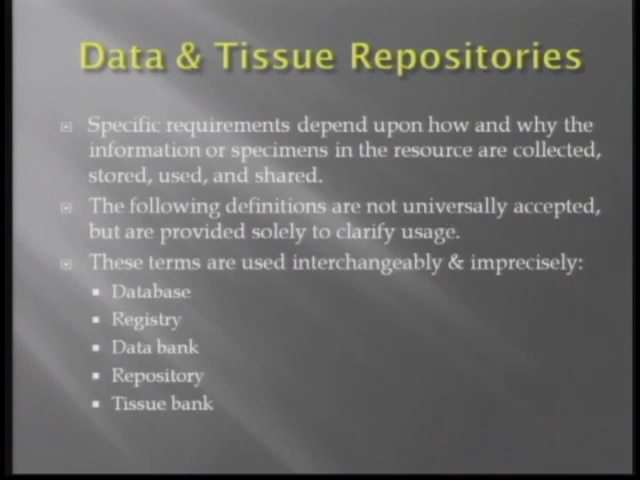 Data & Tissue Repositories
Specific requirements depend upon how and why the
information or specimens in the resource are collected,
stored, used, and shared.
The following definitions are not universally accepted,
but are provided solely to clarify usage.
These terms are used interchangeably & imprecisely:
Database
Registry
Data bank
Repository
Tissue bank